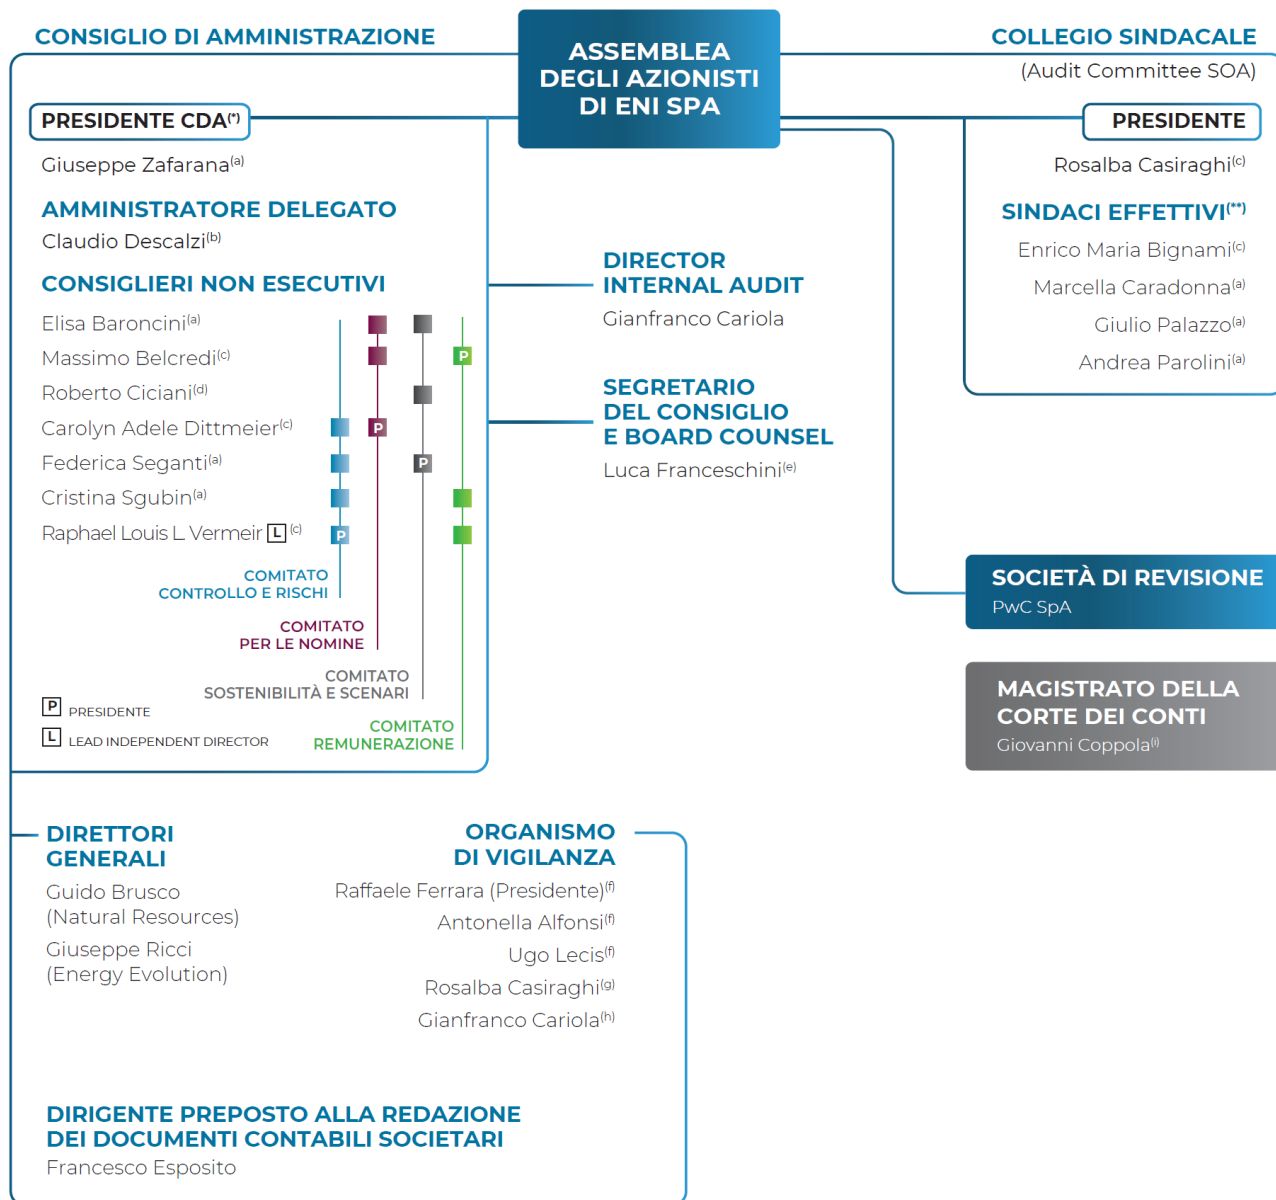 CONSIGLIO DI AMMINISTRAZIONE
ASSEMBLEA
DEGLI AZIONISTI
DI ENI SPA
COLLEGIO SINDACALE
(Audit Committee SOA)
PRESIDENTE CDA(*)
Giuseppe Zafarana(a)
AMMINISTRATORE DELEGATO
Claudio Descalzi(b)
CONSIGLIERI NON ESECUTIVI
Elisa Baroncini(a)
Massimo Belcredi(c)
P
Roberto Ciciani(d)
Carolyn Adele Dittmeier(c)
P
Federica Seganti(a)
P
Cristina Sgubin(a)
Raphael Louis L. Vermeir L (c)
P
COMITATO
CONTROLLO E RISCHI
COMITATO
PER LE NOMINE
COMITATO
SOSTENIBILITÀ E SCENARI
COMITATO
REMUNERAZIONE
P PRESIDENTE
L LEAD INDEPENDENT DIRECTOR
DIRECTOR
INTERNAL AUDIT
Gianfranco Cariola
SEGRETARIO
DEL CONSIGLIO
E BOARD COUNSEL
Luca Franceschini(e)
PRESIDENTE
Rosalba Casiraghi(c)
SINDACI EFFETTIVI(**)
Enrico Maria Bignami(c)
Marcella Caradonna(a)
Giulio Palazzo(a)
Andrea Parolini(a)
SOCIETÀ DI REVISIONE
PwC SpA
MAGISTRATO DELLA
CORTE DEI CONTI
Giovanni Coppola(i)
DIRETTORI
GENERALI
Guido Brusco
(Natural Resources)
Giuseppe Ricci
(Energy Evolution)
ORGANISMO
DI VIGILANZA
Raffaele Ferrara (Presidente)(f)
Antonella Alfonsi(f)
Ugo Lecis(f)
Rosalba Casiraghi(g)
Gianfranco Cariola(h)
DIRIGENTE PREPOSTO ALLA REDAZIONE
DEI DOCUMENTI CONTABILI SOCIETARI
Francesco Esposito